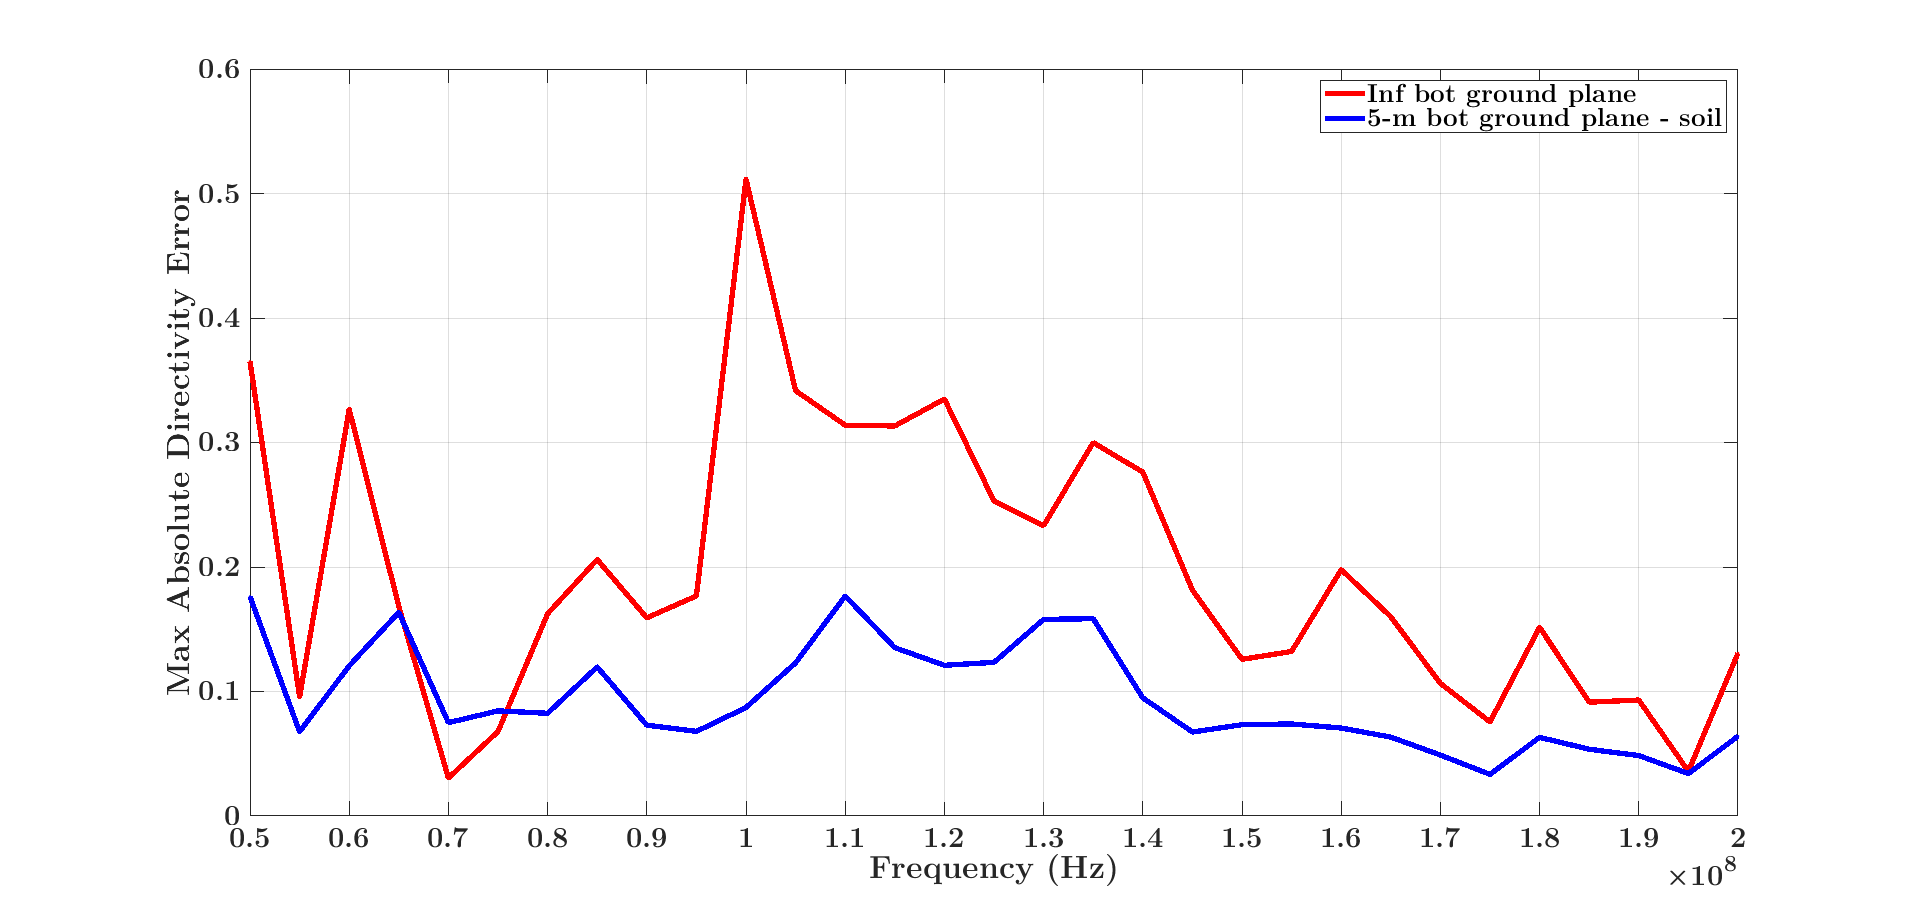 Inf bot ground plane
5-m bot ground plane - soil
Max Absolute Directivity Error
0.6
0.5
0.4
0.3
0.2
0.1
0
0.5 0.6 0.7 0.8 0.9 1 1.1 1.2 1.3 1.4 1.5 1.6 1.7 1.8 1.9 2
Frequency (Hz)
×10⁸